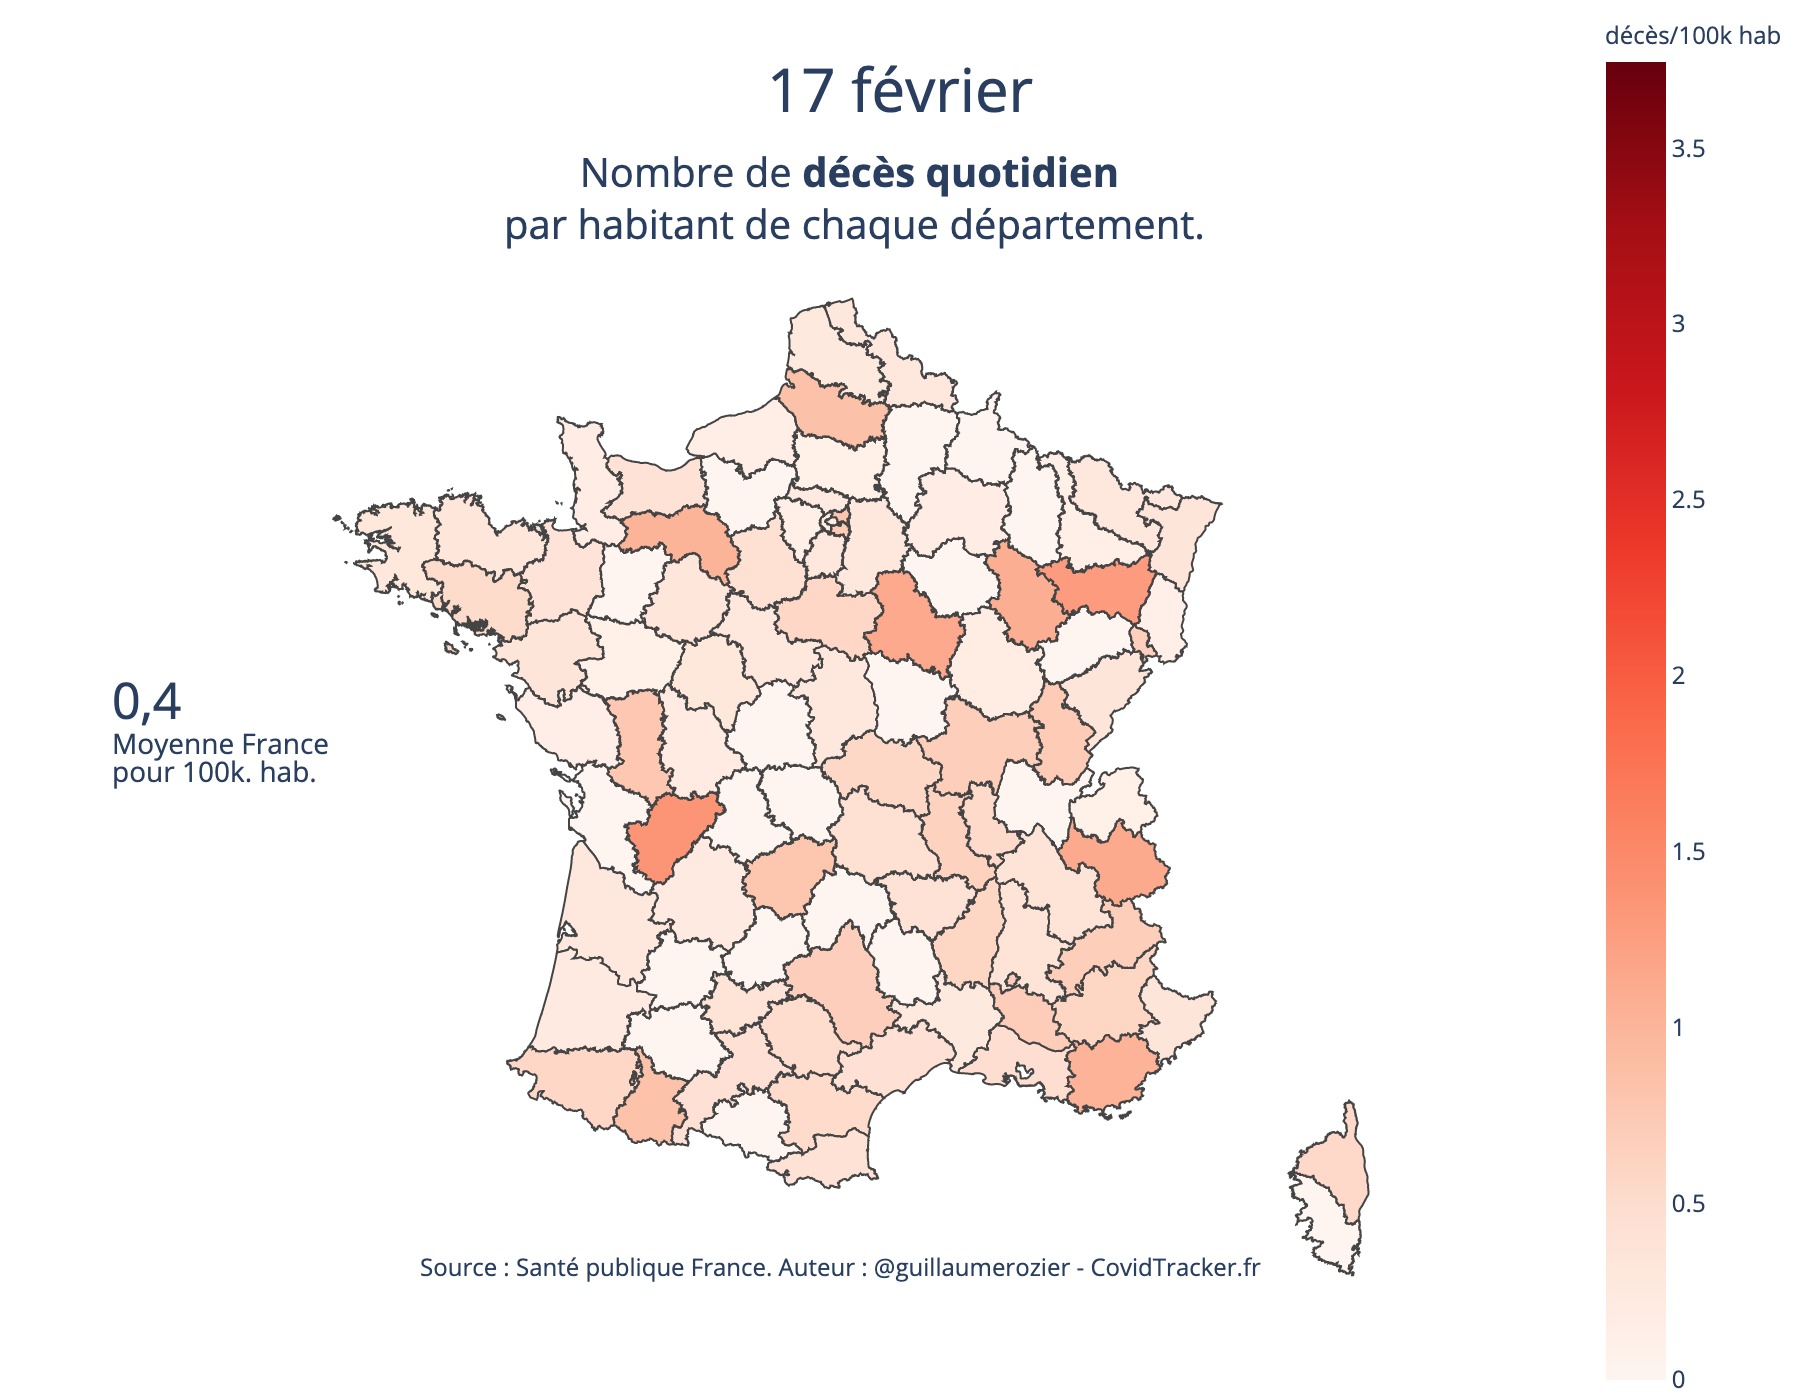 17 février
Nombre de décès quotidien
par habitant de chaque département.
décès/100k hab
3.5
3
2.5
2
1.5
1
0.5
0
0,4
Moyenne France
pour 100k. hab.
Source : Santé publique France. Auteur : @guillaumerozier - CovidTracker.fr